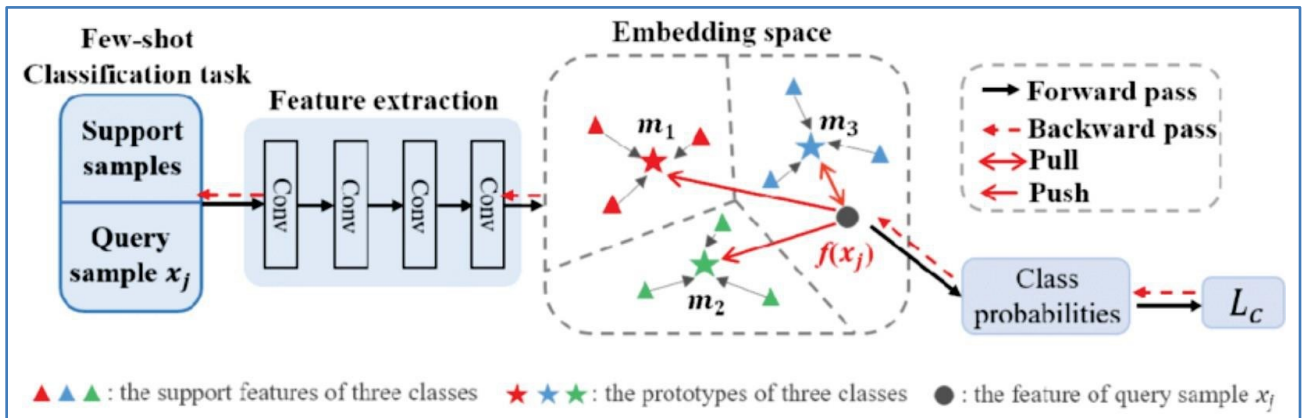 Few-shot
Classification task
Support
samples
Query
sample x_j
Feature extraction
Conv
Conv
Conv
Conv
Embedding space
m_1
m_3
m_2
f(x_j)
Forward pass
Backward pass
Pull
Push
Class
probabilities
L_C
: the support features of three classes
: the prototypes of three classes
: the feature of query sample x_j